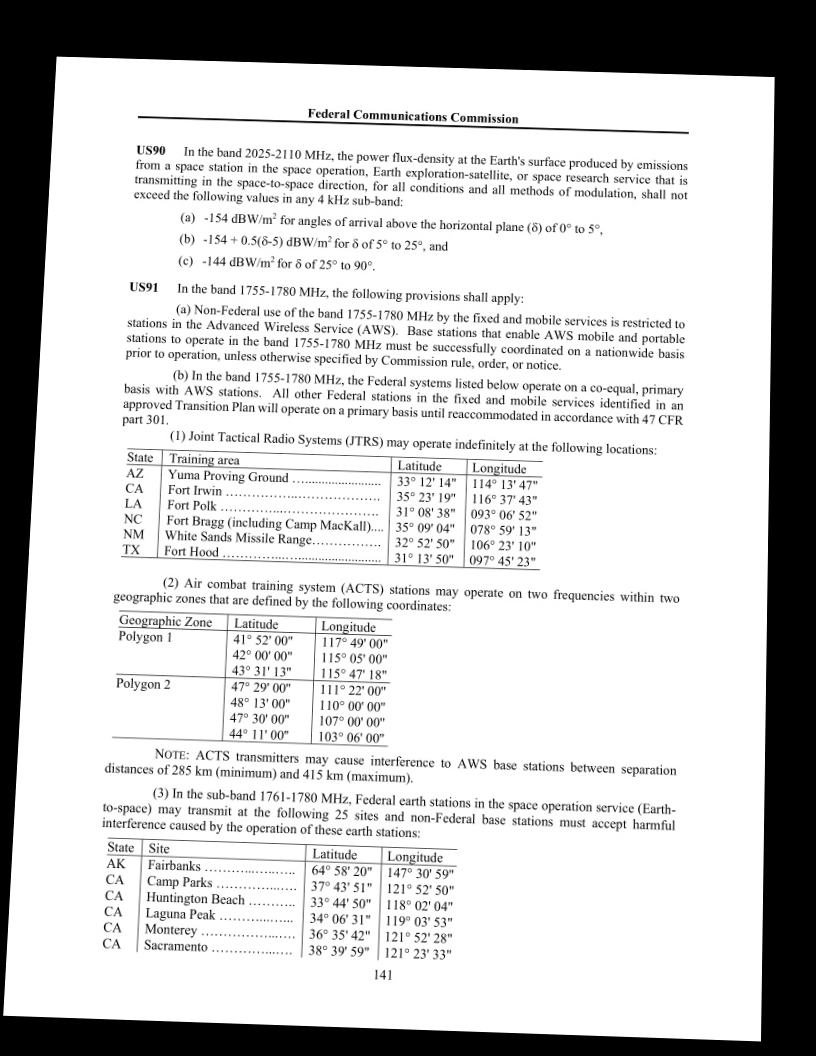 Federal Communications Commission
US90 In the band 2025-2110 MHz, the power flux-density at the Earth's surface produced by emissions
from a space station in the space operation, Earth exploration-satellite, or space research service that is
transmitting in the space-to-space direction, for all conditions and all methods of modulation, shall not
exceed the following values in any 4 kHz sub-band:
(a) -154 dBW/m² for angles of arrival above the horizontal plane (δ) of 0° to 5°,
(b) -154 + 0.5(δ-5) dBW/m² for δ of 5° to 25°, and
(c) -144 dBW/m² for δ of 25° to 90°.
US91 In the band 1755-1780 MHz, the following provisions shall apply:
(a) Non-Federal use of the band 1755-1780 MHz by the fixed and mobile services is restricted to
stations in the Advanced Wireless Service (AWS). Base stations that enable AWS mobile and portable
stations to operate in the band 1755-1780 MHz must be successfully coordinated on a nationwide basis
prior to operation, unless otherwise specified by Commission rule, order, or notice.
(b) In the band 1755-1780 MHz, the Federal systems listed below operate on a co-equal, primary
basis with AWS stations. All other Federal stations in the fixed and mobile services identified in an
approved Transition Plan will operate on a primary basis until reaccommodated in accordance with 47 CFR
part 301.
(1) Joint Tactical Radio Systems (JTRS) may operate indefinitely at the following locations:
State Training area Latitude Longitude
AZ Yuma Proving Ground ........................... 33° 12' 14" 114° 13' 47"
CA Fort Irwin ........................................ 35° 23' 19" 116° 37' 43"
LA Fort Polk ......................................... 31° 08' 38" 093° 06' 52"
NC Fort Bragg (including Camp MacKall).... 35° 09' 04" 078° 59' 13"
NM White Sands Missile Range................ 32° 52' 50" 106° 23' 10"
TX Fort Hood ......................................... 31° 13' 50" 097° 45' 23"
(2) Air combat training system (ACTS) stations may operate on two frequencies within two
geographic zones that are defined by the following coordinates:
Geographic Zone Latitude Longitude
Polygon 1 41° 52' 00" 117° 49' 00"
42° 00' 00" 115° 05' 00"
43° 31' 13" 115° 47' 18"
Polygon 2 47° 29' 00" 111° 22' 00"
48° 13' 00" 110° 00' 00"
47° 30' 00" 107° 00' 00"
44° 11' 00" 103° 06' 00"
NOTE: ACTS transmitters may cause interference to AWS base stations between separation
distances of 285 km (minimum) and 415 km (maximum).
(3) In the sub-band 1761-1780 MHz, Federal earth stations in the space operation service (Earth-
to-space) may transmit at the following 25 sites and non-Federal base stations must accept harmful
interference caused by the operation of these earth stations:
State Site Latitude Longitude
AK Fairbanks ....................... 64° 58' 20" 147° 30' 59"
CA Camp Parks .................... 37° 43' 51" 121° 52' 50"
CA Huntington Beach ........... 33° 44' 50" 118° 02' 04"
CA Laguna Peak .................. 34° 06' 31" 119° 03' 53"
CA Monterey ....................... 36° 35' 42" 121° 52' 28"
CA Sacramento .................... 38° 39' 59" 121° 23' 33"
141